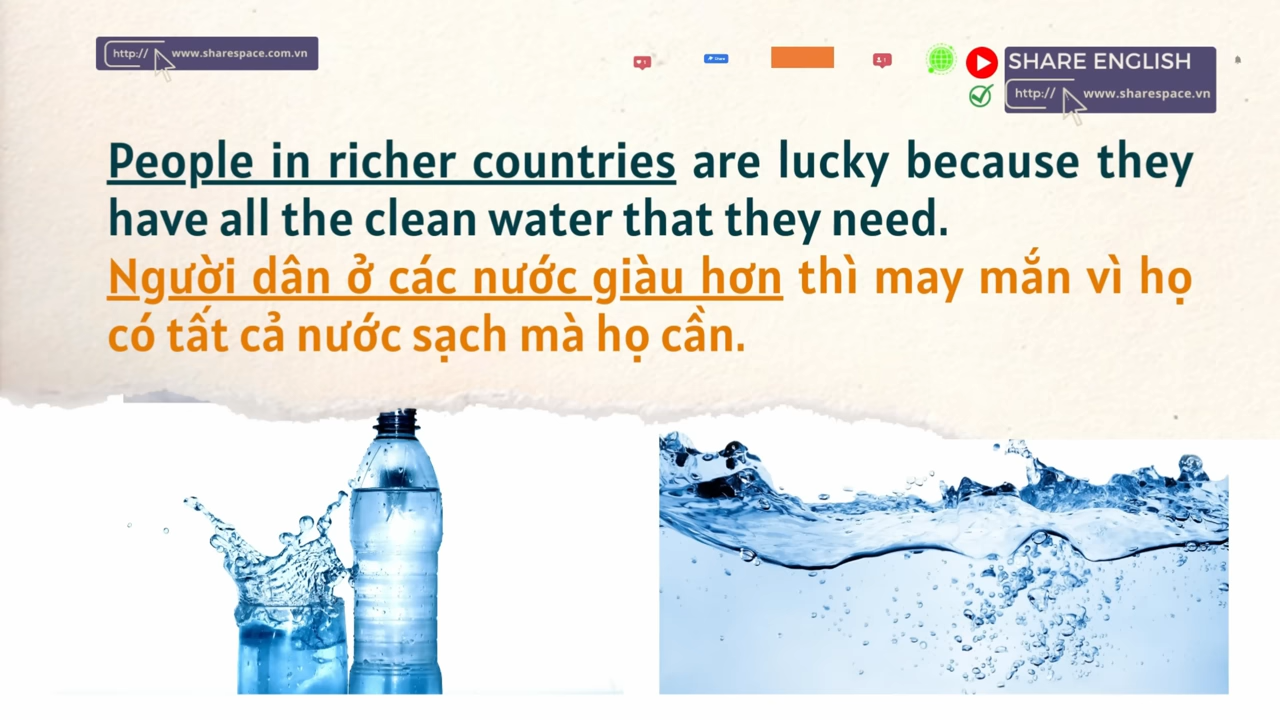 http:// www.sharespace.com.vn
Share
SHARE ENGLISH
http:// www.sharespace.vn
People in richer countries are lucky because they
have all the clean water that they need.
Người dân ở các nước giàu hơn thì may mắn vì họ
có tất cả nước sạch mà họ cần.